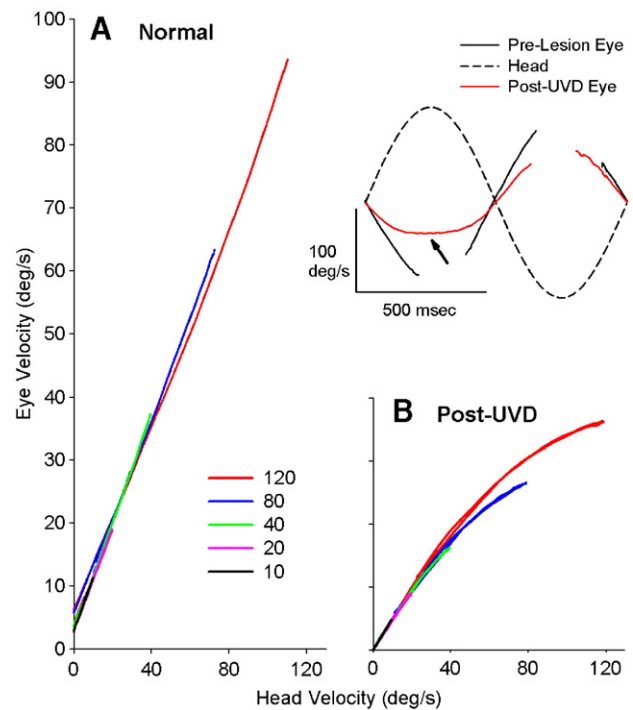 A Normal
Pre-Lesion Eye
Head
Post-UVD Eye
100
deg/s
500 msec
Eye Velocity (deg/s)
100
90
80
70
60
50
40
30
20
10
0
120
80
40
20
10
0 40 80 120
B Post-UVD
0 40 80 120
Head Velocity (deg/s)